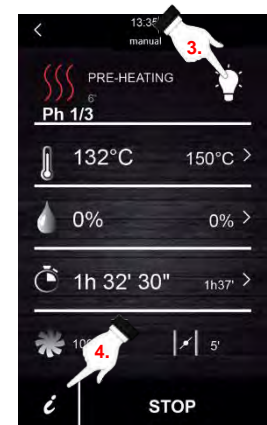 <
13:35
manual
3.
PRE-HEATING
6'
Ph 1/3
132°C 150°C >
0% 0% >
1h 32' 30" 1h37' >
4. 5'
i STOP